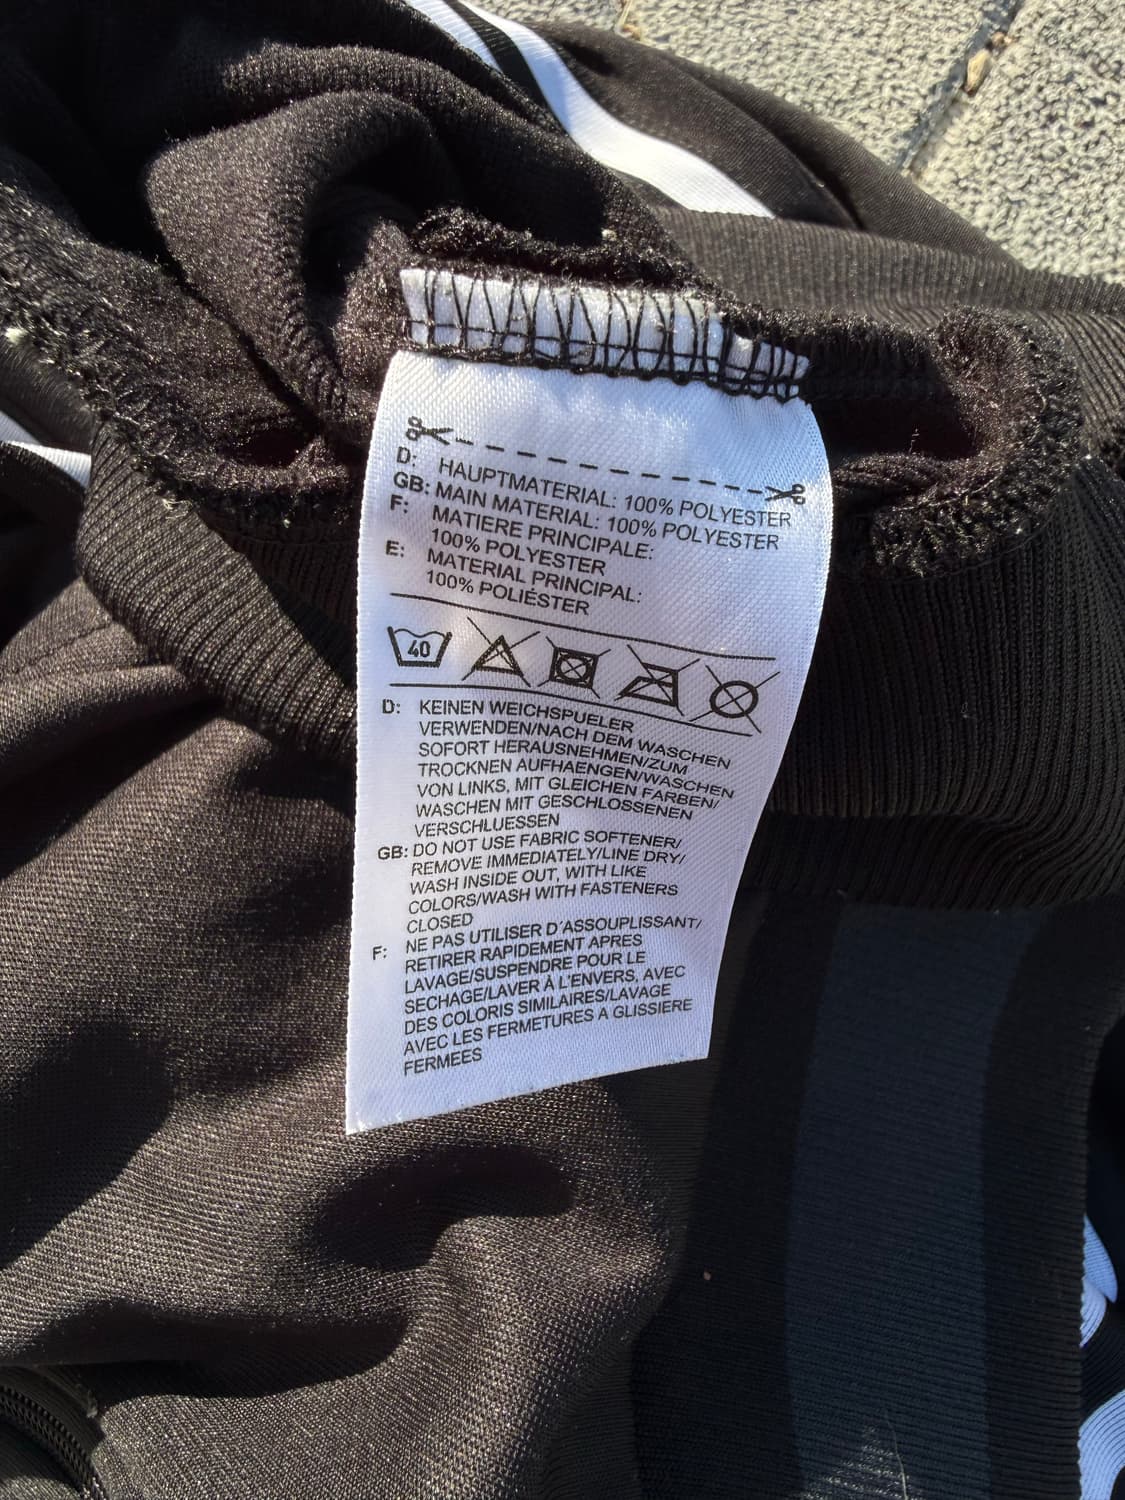 D: HAUPTMATERIAL: 100% POLYESTER
GB: MAIN MATERIAL: 100% POLYESTER
F: MATIERE PRINCIPALE:
100% POLYESTER
E: MATERIAL PRINCIPAL:
100% POLIÉSTER
40
D: KEINEN WEICHSPUELER
VERWENDEN/NACH DEM WASCHEN
SOFORT HERAUSNEHMEN/ZUM
TROCKNEN AUFHAENGEN/WASCHEN
VON LINKS, MIT GLEICHEN FARBEN/
WASCHEN MIT GESCHLOSSENEN
VERSCHLUESSEN
GB: DO NOT USE FABRIC SOFTENER/
REMOVE IMMEDIATELY/LINE DRY/
WASH INSIDE OUT, WITH LIKE
COLORS/WASH WITH FASTENERS
CLOSED
F: NE PAS UTILISER D'ASSOUPLISSANT/
RETIRER RAPIDEMENT APRES
LAVAGE/SUSPENDRE POUR LE
SECHAGE/LAVER À L'ENVERS, AVEC
DES COLORIS SIMILAIRES/LAVAGE
AVEC LES FERMETURES A GLISSIERE
FERMEES